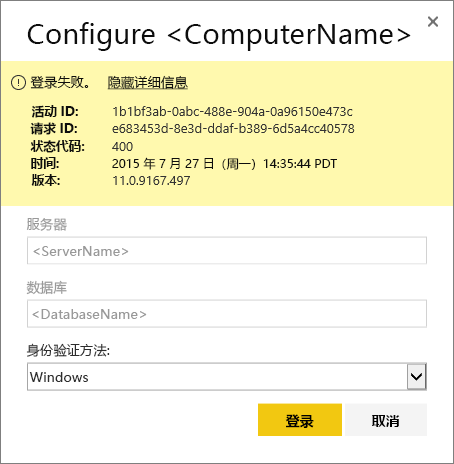 Configure <ComputerName>
登录失败。 隐藏详细信息
活动 ID: 1b1bf3ab-0abc-488e-904a-0a96150e473c
请求 ID: e683453d-8e3d-ddaf-b389-6d5a4cc40578
状态代码: 400
时间: 2015 年 7 月 27 日（周一）14:35:44 PDT
版本: 11.0.9167.497
服务器
<ServerName>
数据库
<DatabaseName>
身份验证方法:
Windows
登录 取消